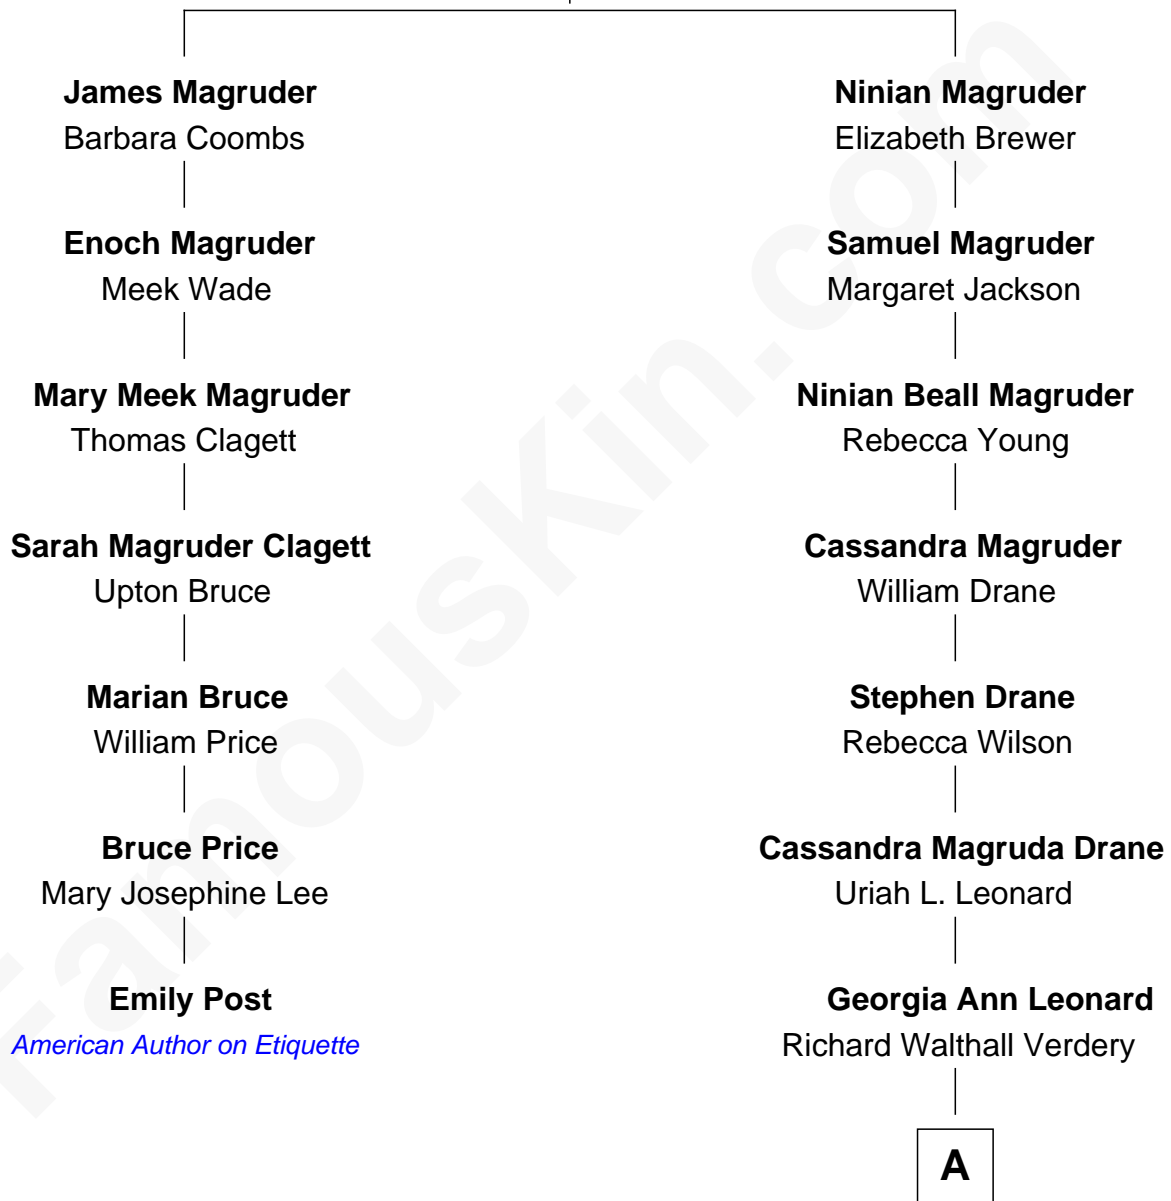 James Magruder
Barbara Coombs
Enoch Magruder
Meek Wade
Mary Meek Magruder
Thomas Clagett
Sarah Magruder Clagett
Upton Bruce
Marian Bruce
William Price
Bruce Price
Mary Josephine Lee
Emily Post
American Author on Etiquette
Ninian Magruder
Elizabeth Brewer
Samuel Magruder
Margaret Jackson
Ninian Beall Magruder
Rebecca Young
Cassandra Magruder
William Drane
Stephen Drane
Rebecca Wilson
Cassandra Magruda Drane
Uriah L. Leonard
Georgia Ann Leonard
Richard Walthall Verdery
A
FamousKin.com